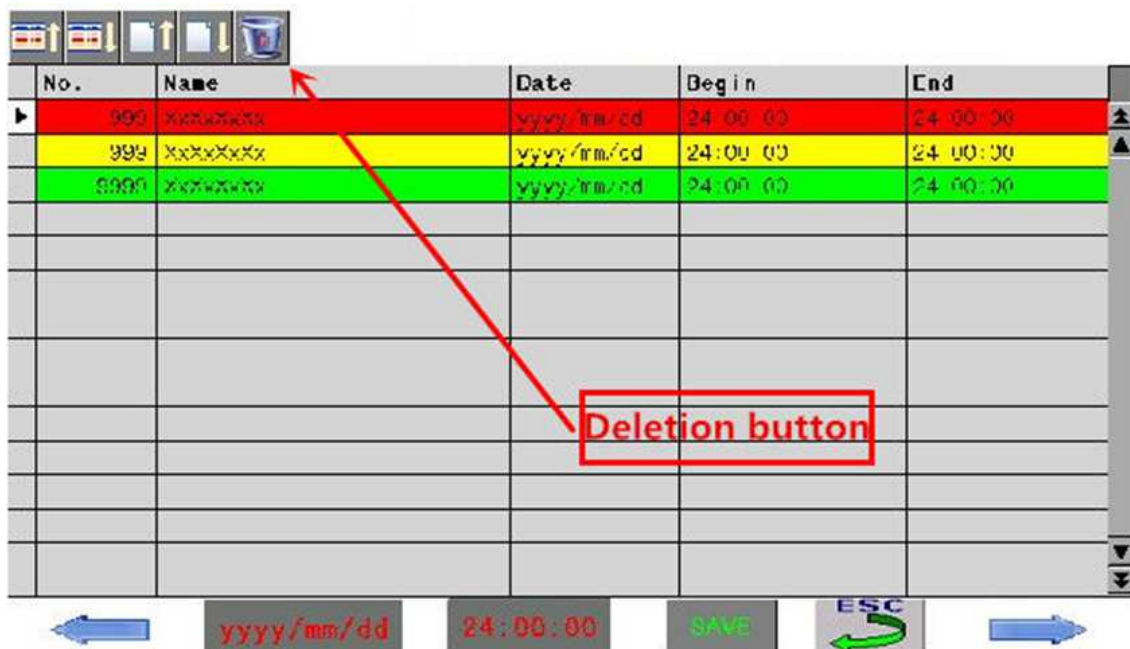 No. Name Date Begin End
999 XxXxXxXx yyyy/mm/dd 24:00:00 24:00:00
999 XxXxXxXx yyyy/mm/dd 24:00:00 24:00:00
9999 XxXxXxXx yyyy/mm/dd 24:00:00 24:00:00
Deletion button
yyyy/mm/dd 24:00:00 SAVE ESC